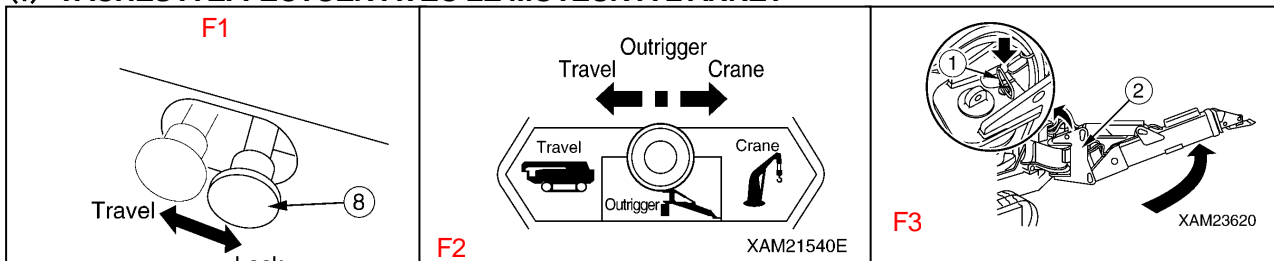 F1
Travel
8
Outrigger
Travel
Crane
Travel
Crane
Outrigger
F2
XAM21540E
1
2
F3
XAM23620